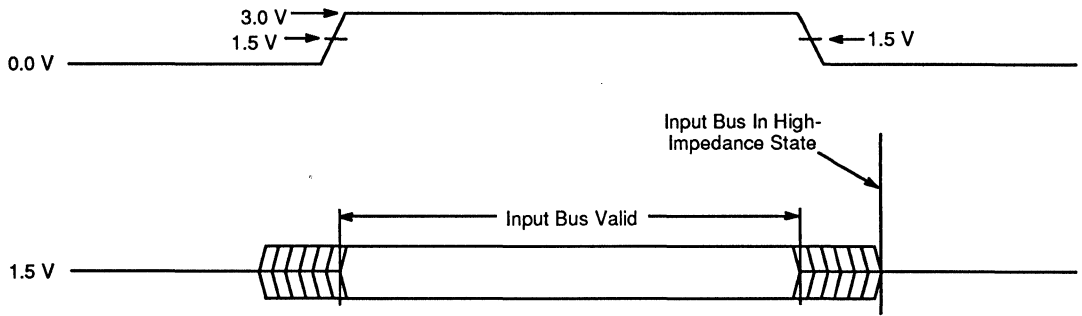 3.0 V
1.5 V
1.5 V
0.0 V
Input Bus In High-
Impedance State
Input Bus Valid
1.5 V